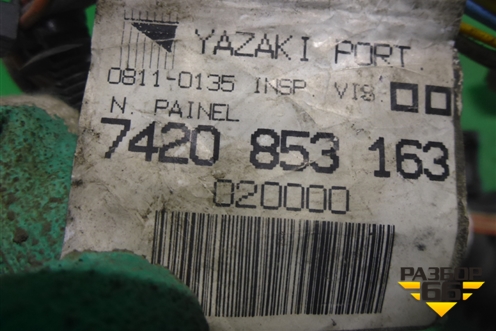 YAZAKI PORT.
0811-0135 INSP. VIS
N. PAINEL
7420 853 163
020000
РАЗБОР
66